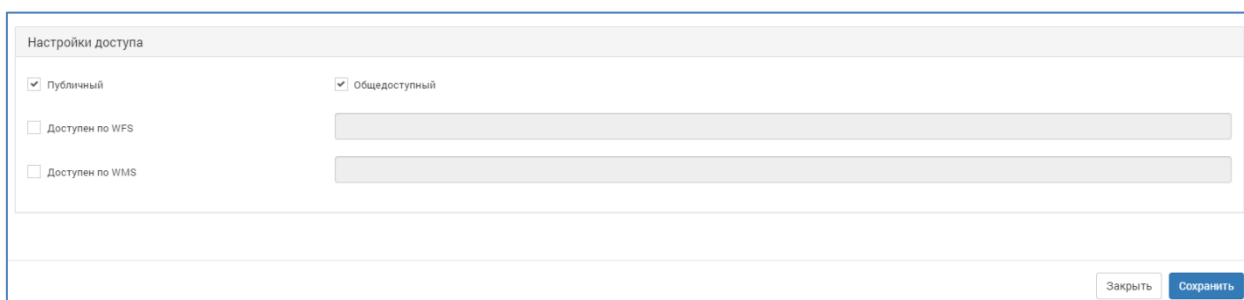 Настройки доступа
Публичный Общедоступный
Доступен по WFS
Доступен по WMS
Закрыть Сохранить